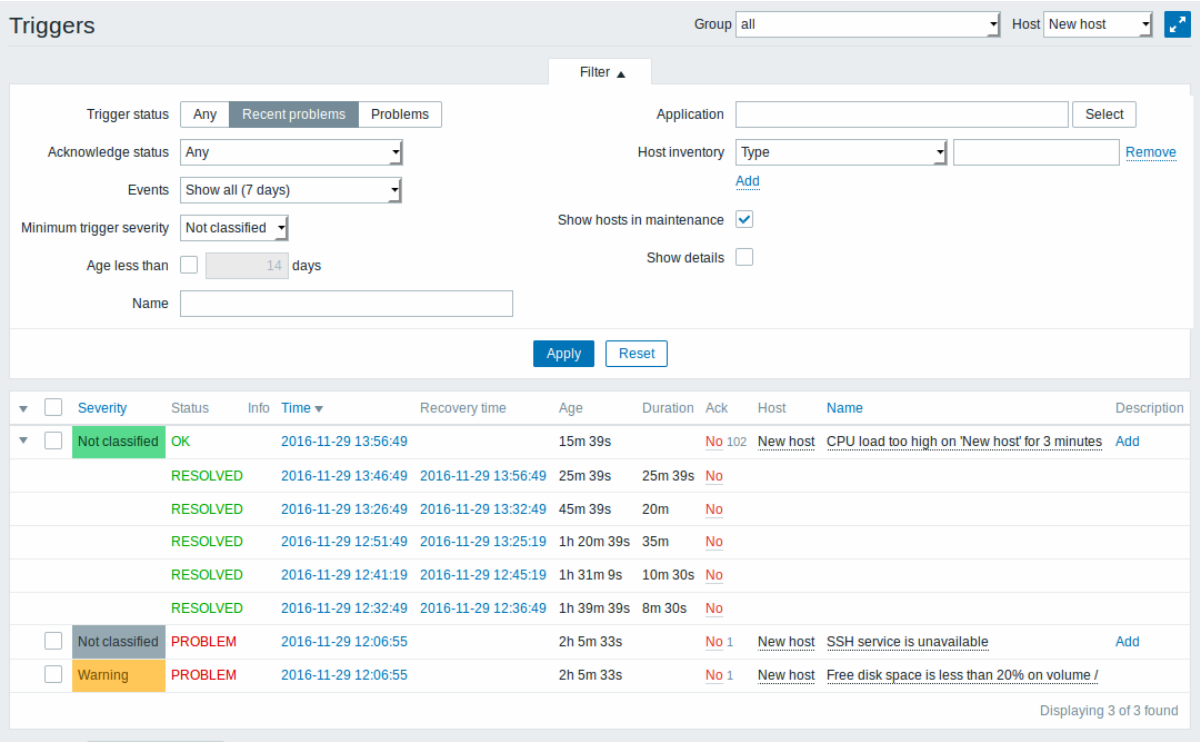 Triggers Group all Host New host
Filter ▲
Trigger status Any Recent problems Problems Application Select
Acknowledge status Any Host inventory Type Remove
Add
Events Show all (7 days)
Minimum trigger severity Not classified Show hosts in maintenance
Age less than 14 days Show details
Name
Apply Reset
Severity Status Info Time ▼ Recovery time Age Duration Ack Host Name Description
Not classified OK 2016-11-29 13:56:49 15m 39s No 102 New host CPU load too high on 'New host' for 3 minutes Add
RESOLVED 2016-11-29 13:46:49 2016-11-29 13:56:49 25m 39s 25m 39s No
RESOLVED 2016-11-29 13:26:49 2016-11-29 13:32:49 45m 39s 20m No
RESOLVED 2016-11-29 12:51:49 2016-11-29 13:25:19 1h 20m 39s 35m No
RESOLVED 2016-11-29 12:41:19 2016-11-29 12:45:19 1h 31m 9s 10m 30s No
RESOLVED 2016-11-29 12:32:49 2016-11-29 12:36:49 1h 39m 39s 8m 30s No
Not classified PROBLEM 2016-11-29 12:06:55 2h 5m 33s No 1 New host SSH service is unavailable Add
Warning PROBLEM 2016-11-29 12:06:55 2h 5m 33s No 1 New host Free disk space is less than 20% on volume /
Displaying 3 of 3 found